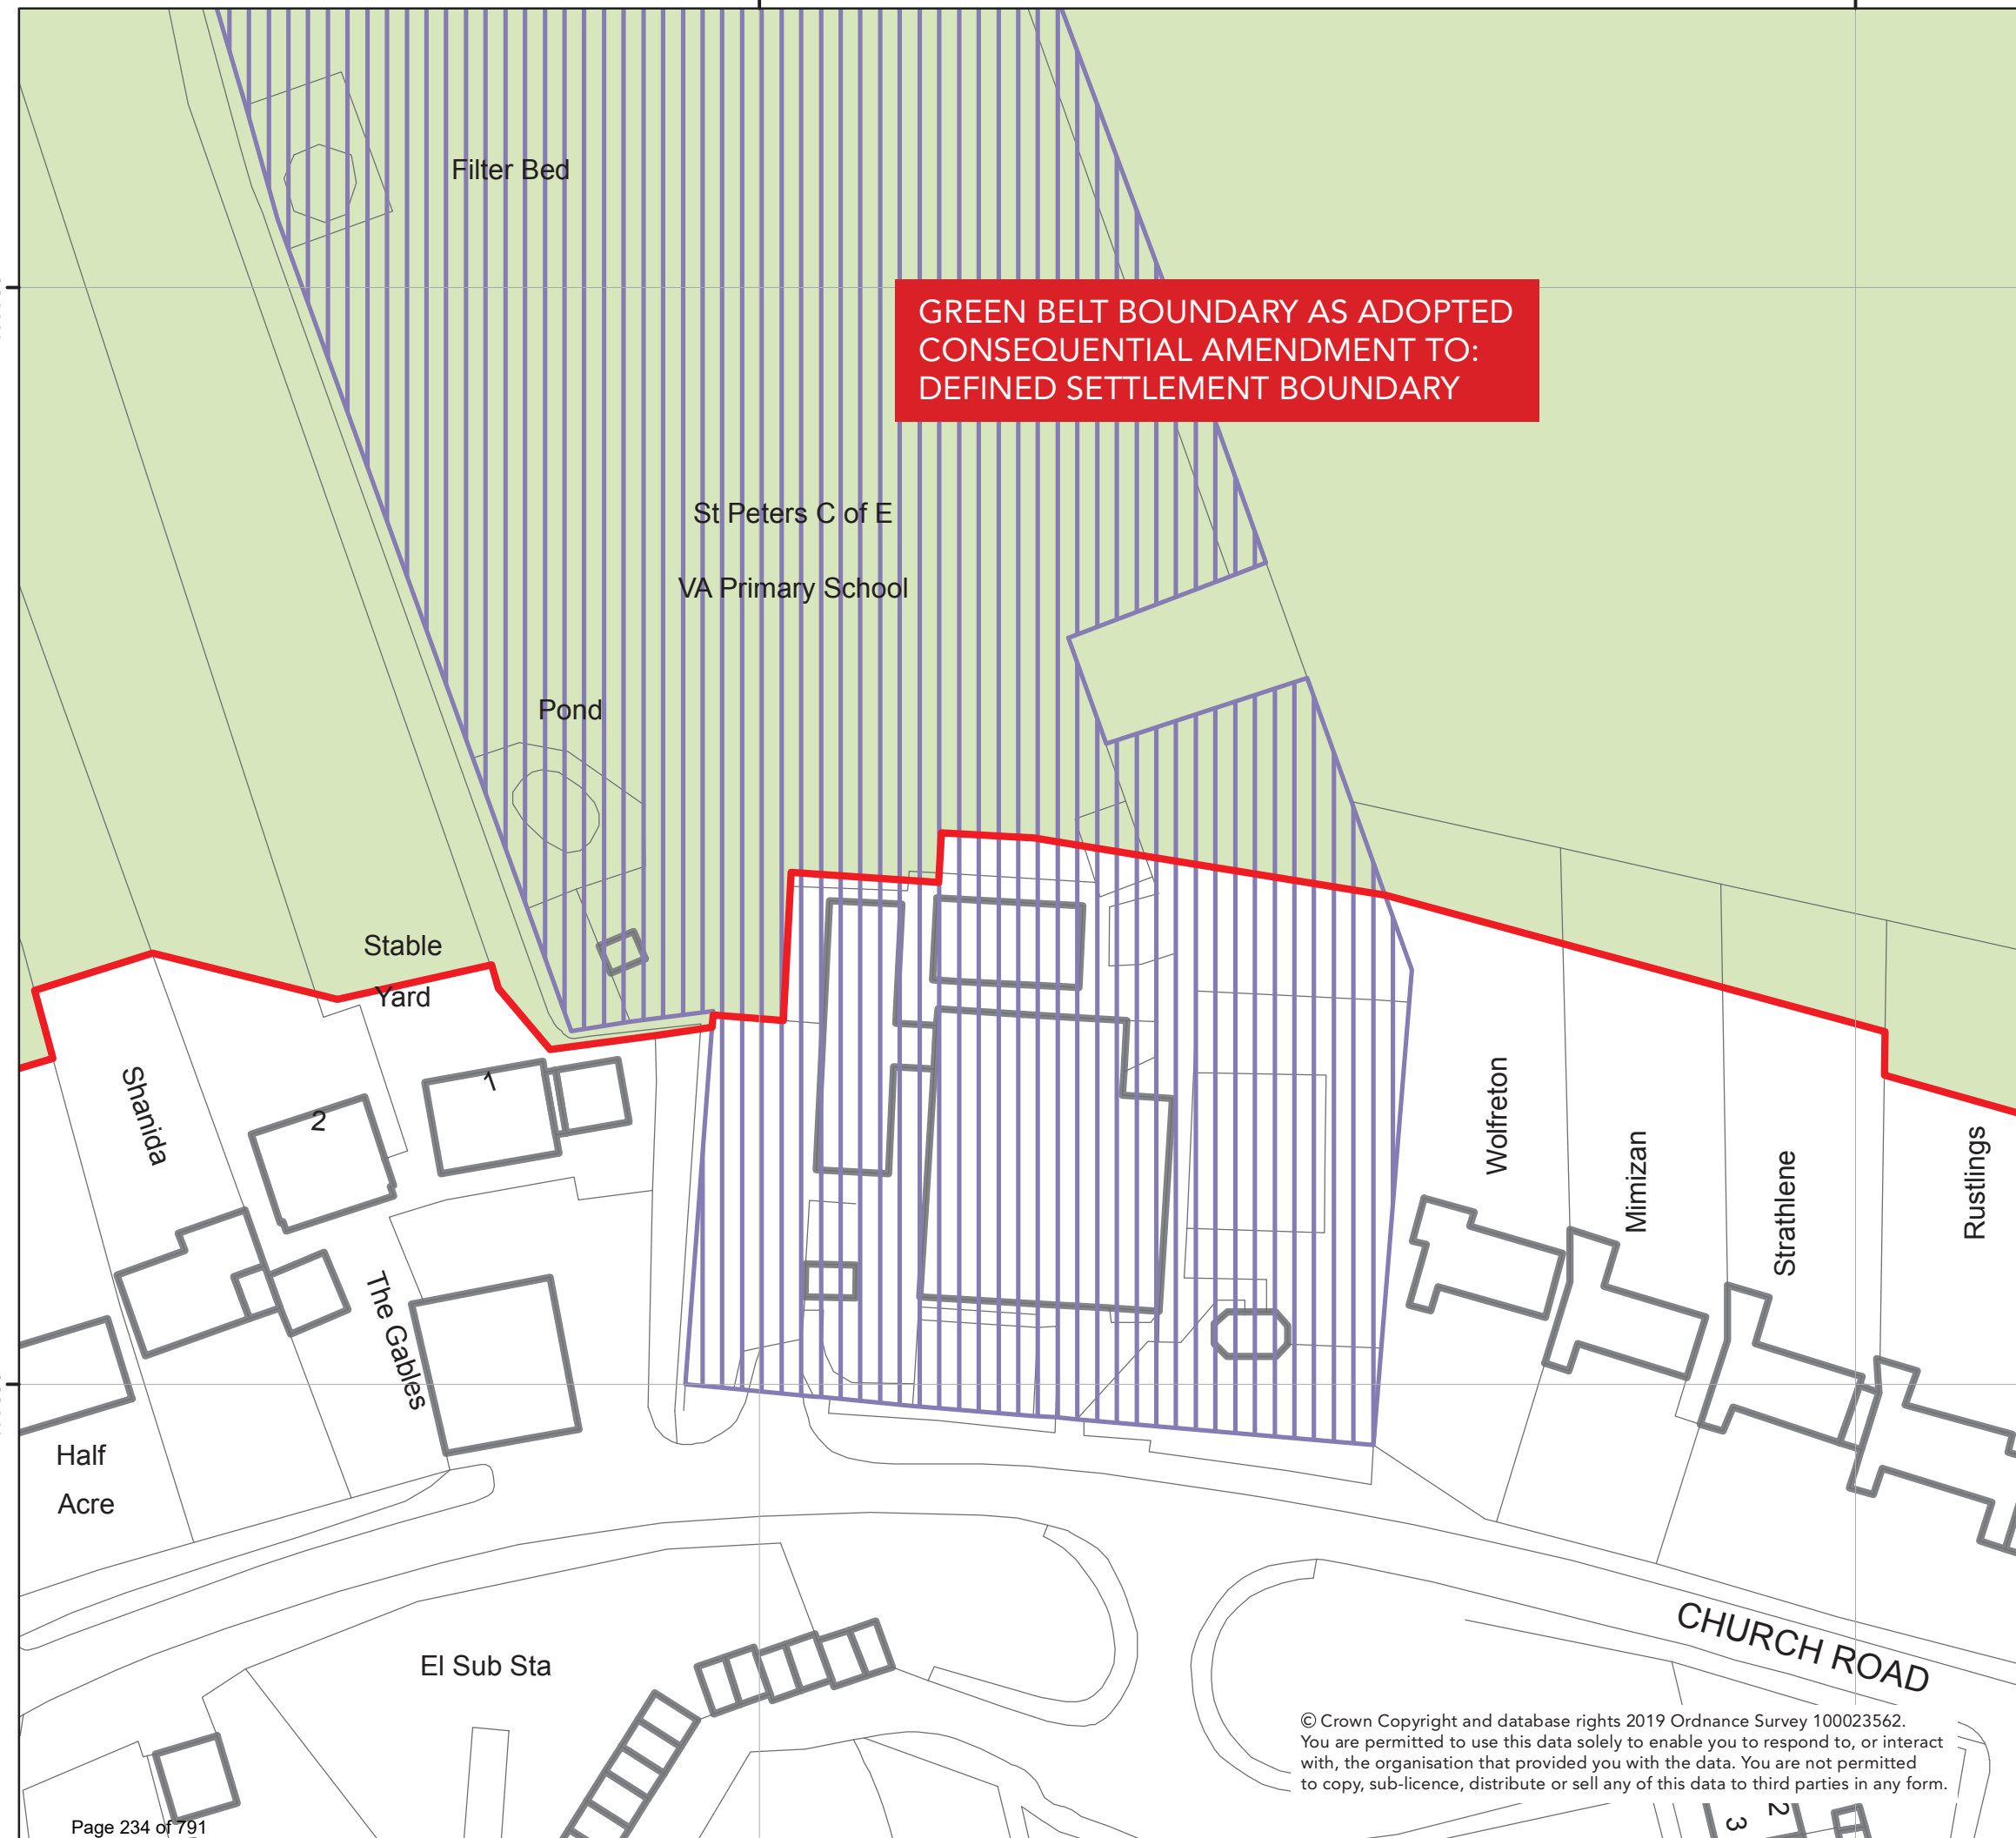 Filter Bed
GREEN BELT BOUNDARY AS ADOPTED
CONSEQUENTIAL AMENDMENT TO:
DEFINED SETTLEMENT BOUNDARY
St Peters C of E
VA Primary School
Pond
Stable
Yard
Shanida
2
1
The Gables
Half
Acre
Wolfreton
Mimizan
Strathlene
Rustlings
CHURCH ROAD
El Sub Sta
© Crown Copyright and database rights 2019 Ordnance Survey 100023562.
You are permitted to use this data solely to enable you to respond to, or interact
with, the organisation that provided you with the data. You are not permitted
to copy, sub-licence, distribute or sell any of this data to third parties in any form.
3
2
Page 234 of 791